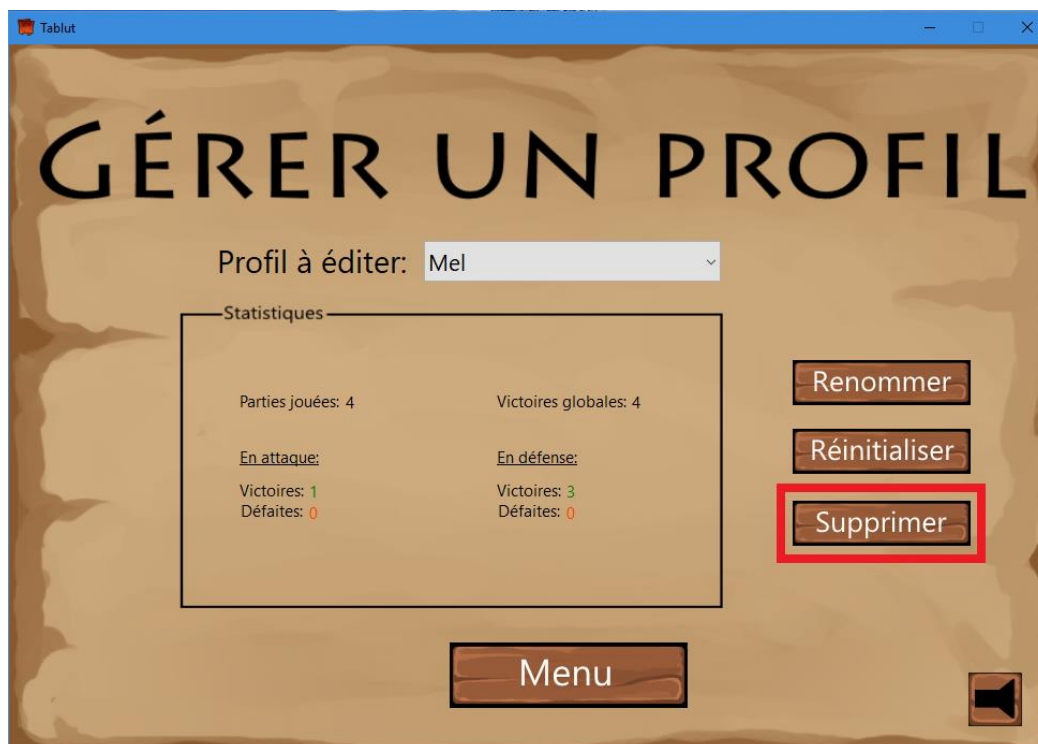 Tablut
GÉRER UN PROFIL
Profil à éditer: Mel
Statistiques
Parties jouées: 4 Victoires globales: 4
En attaque: En défense:
Victoires: 1 Victoires: 3
Défaites: 0 Défaites: 0
Renommer
Réinitialiser
Supprimer
Menu